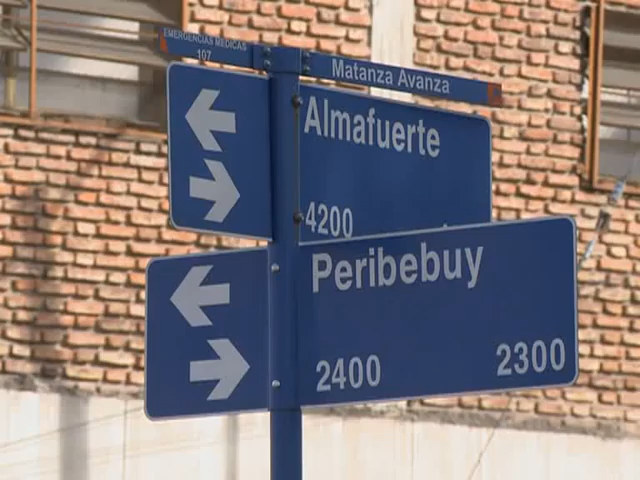 EMERGENCIAS MEDICAS
107
Matanza Avanza
Almafuerte
4200
Peribebuy
2400 2300